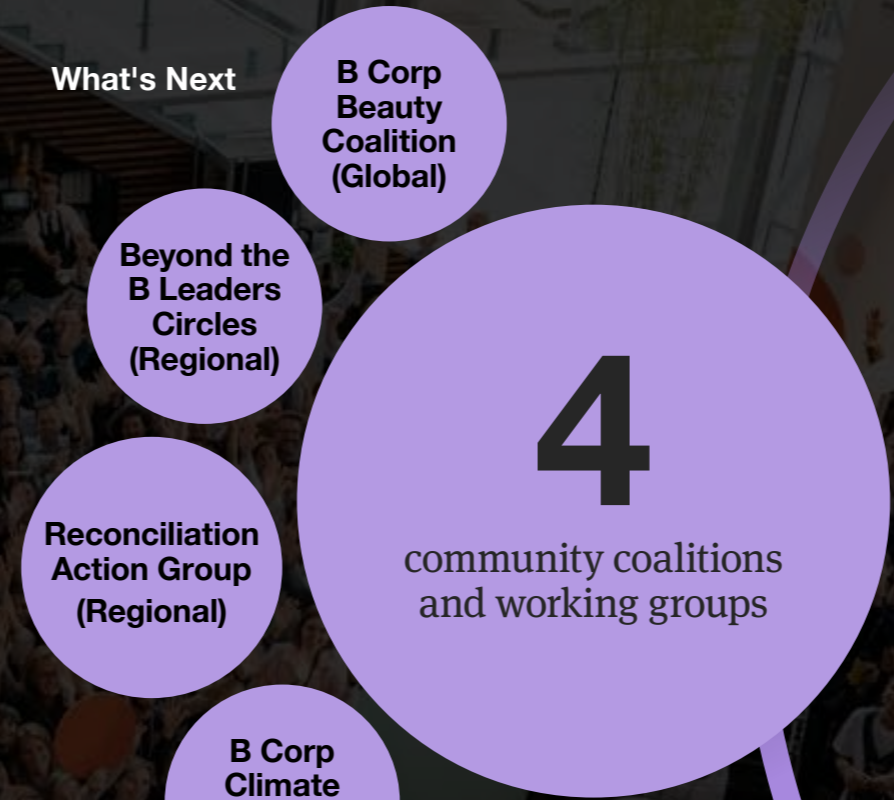 What's Next
B Corp
Beauty
Coalition
(Global)
Beyond the
B Leaders
Circles
(Regional)
Reconciliation
Action Group
(Regional)
B Corp
Climate
4
community coalitions
and working groups